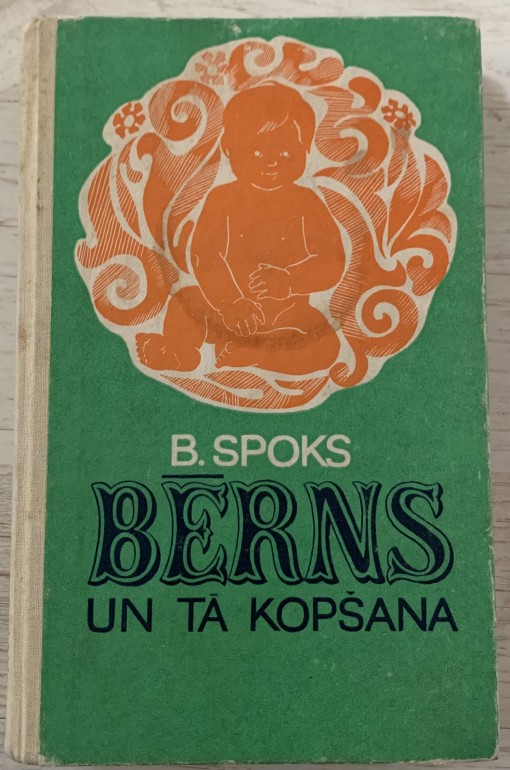 B. SPOKS
BĒRNS
UN TĀ KOPŠANA